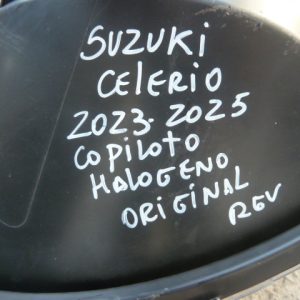 SUZUKi
CElERIO
2023-2025
COPILOTO
HALOGENO
ORIGINAL
REV